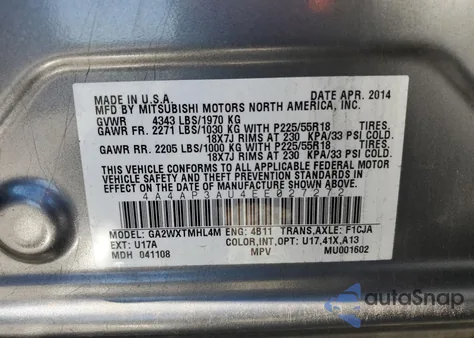 MADE IN U.S.A. DATE APR. 2014
MFD BY MITSUBISHI MOTORS NORTH AMERICA, INC.
GVWR 4343 LBS/1970 KG
GAWR FR. 2271 LBS/1030 KG WITH P225/55R18 TIRES.
18X7J RIMS AT 230 KPA/33 PSI COLD.
GAWR RR. 2205 LBS/1000 KG WITH P225/55R18 TIRES.
18X7J RIMS AT 230 KPA/33 PSI COLD.
THIS VEHICLE CONFORMS TO ALL APPLICABLE FEDERAL MOTOR
VEHICLE SAFETY AND THEFT PREVENTION STANDARDS IN
EFFECT ON THE DATE OF MANUFACTURE SHOWN ABOVE.
4A4AP3AU4EE027272
MODEL: GA2WXTMHL4M ENG: 4B11 TRANS,AXLE: F1CJA
EXT: U17A COLOR,INT,OPT: U17,41X,A13
MDH 041108 MPV MU001602
autoSnap